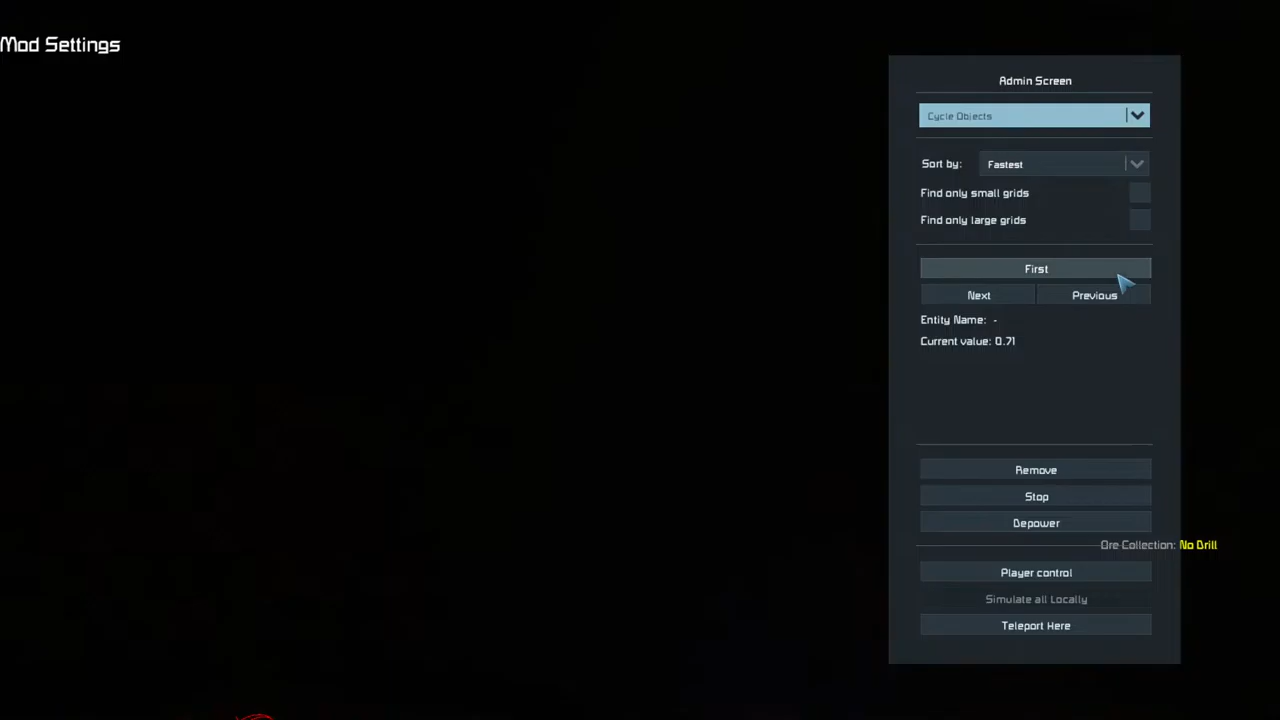 Mod Settings
Admin Screen
Cycle Objects
Sort by: Fastest
Find only small grids
Find only large grids
First
Next Previous
Entity Name: -
Current value: 0.71
Remove
Stop
Depower
Ore Collection: No Drill
Player control
Simulate all Locally
Teleport Here